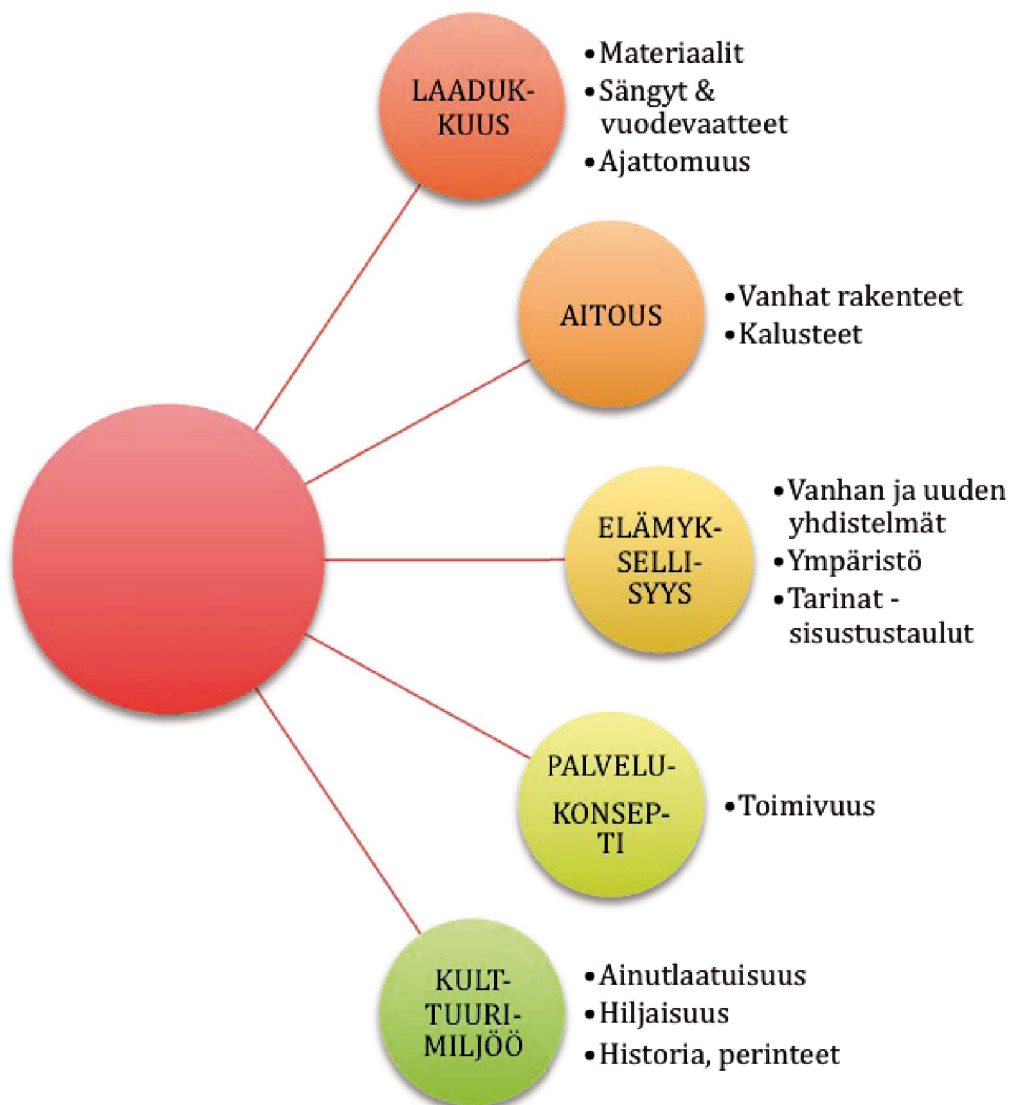 LAADUK-
KUUS
•Materiaalit
•Sängyt &
vuodevaatteet
•Ajattomuus
AITOUS
•Vanhat rakenteet
•Kalusteet
ELÄMYK-
SELLI-
SYYS
•Vanhan ja uuden
yhdistelmät
•Ympäristö
•Tarinat -
sisustustaulut
PALVELU-
KONSEP-
TI
•Toimivuus
KULT-
TUURI-
MILJÖÖ
•Ainutlaatuisuus
•Hiljaisuus
•Historia, perinteet